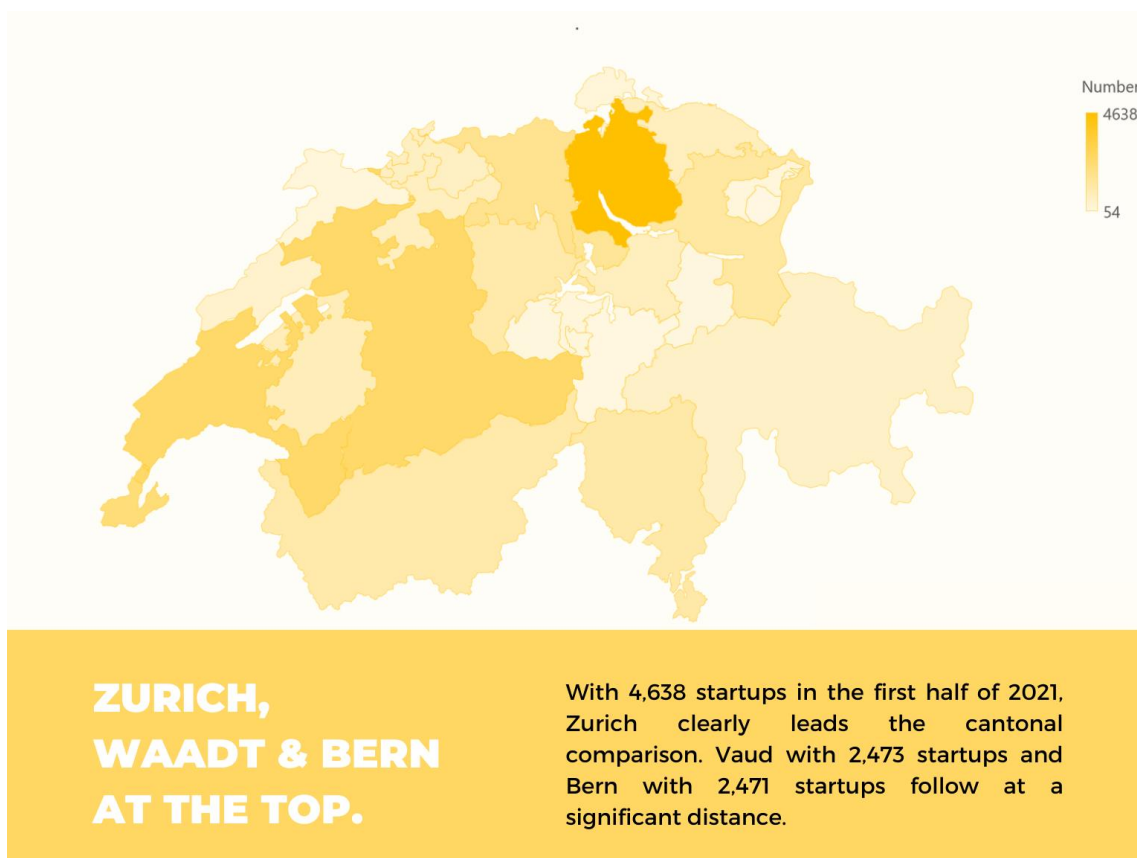 Number
4638
54
ZURICH,
WAADT & BERN
AT THE TOP.
With 4,638 startups in the first half of 2021,
Zurich clearly leads the cantonal
comparison. Vaud with 2,473 startups and
Bern with 2,471 startups follow at a
significant distance.